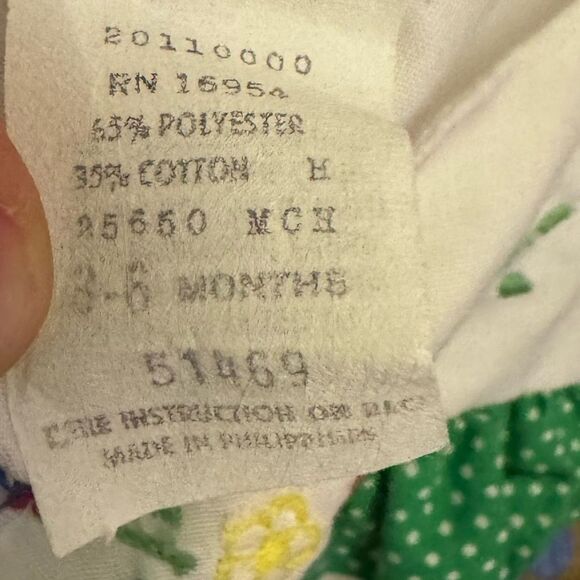 20110000
RN 16954
65% POLYESTER
35% COTTON H
25650 MCH
3-6 MONTHS
51469
CARE INSTRUCTION ON BACK
MADE IN PHILIPPINES